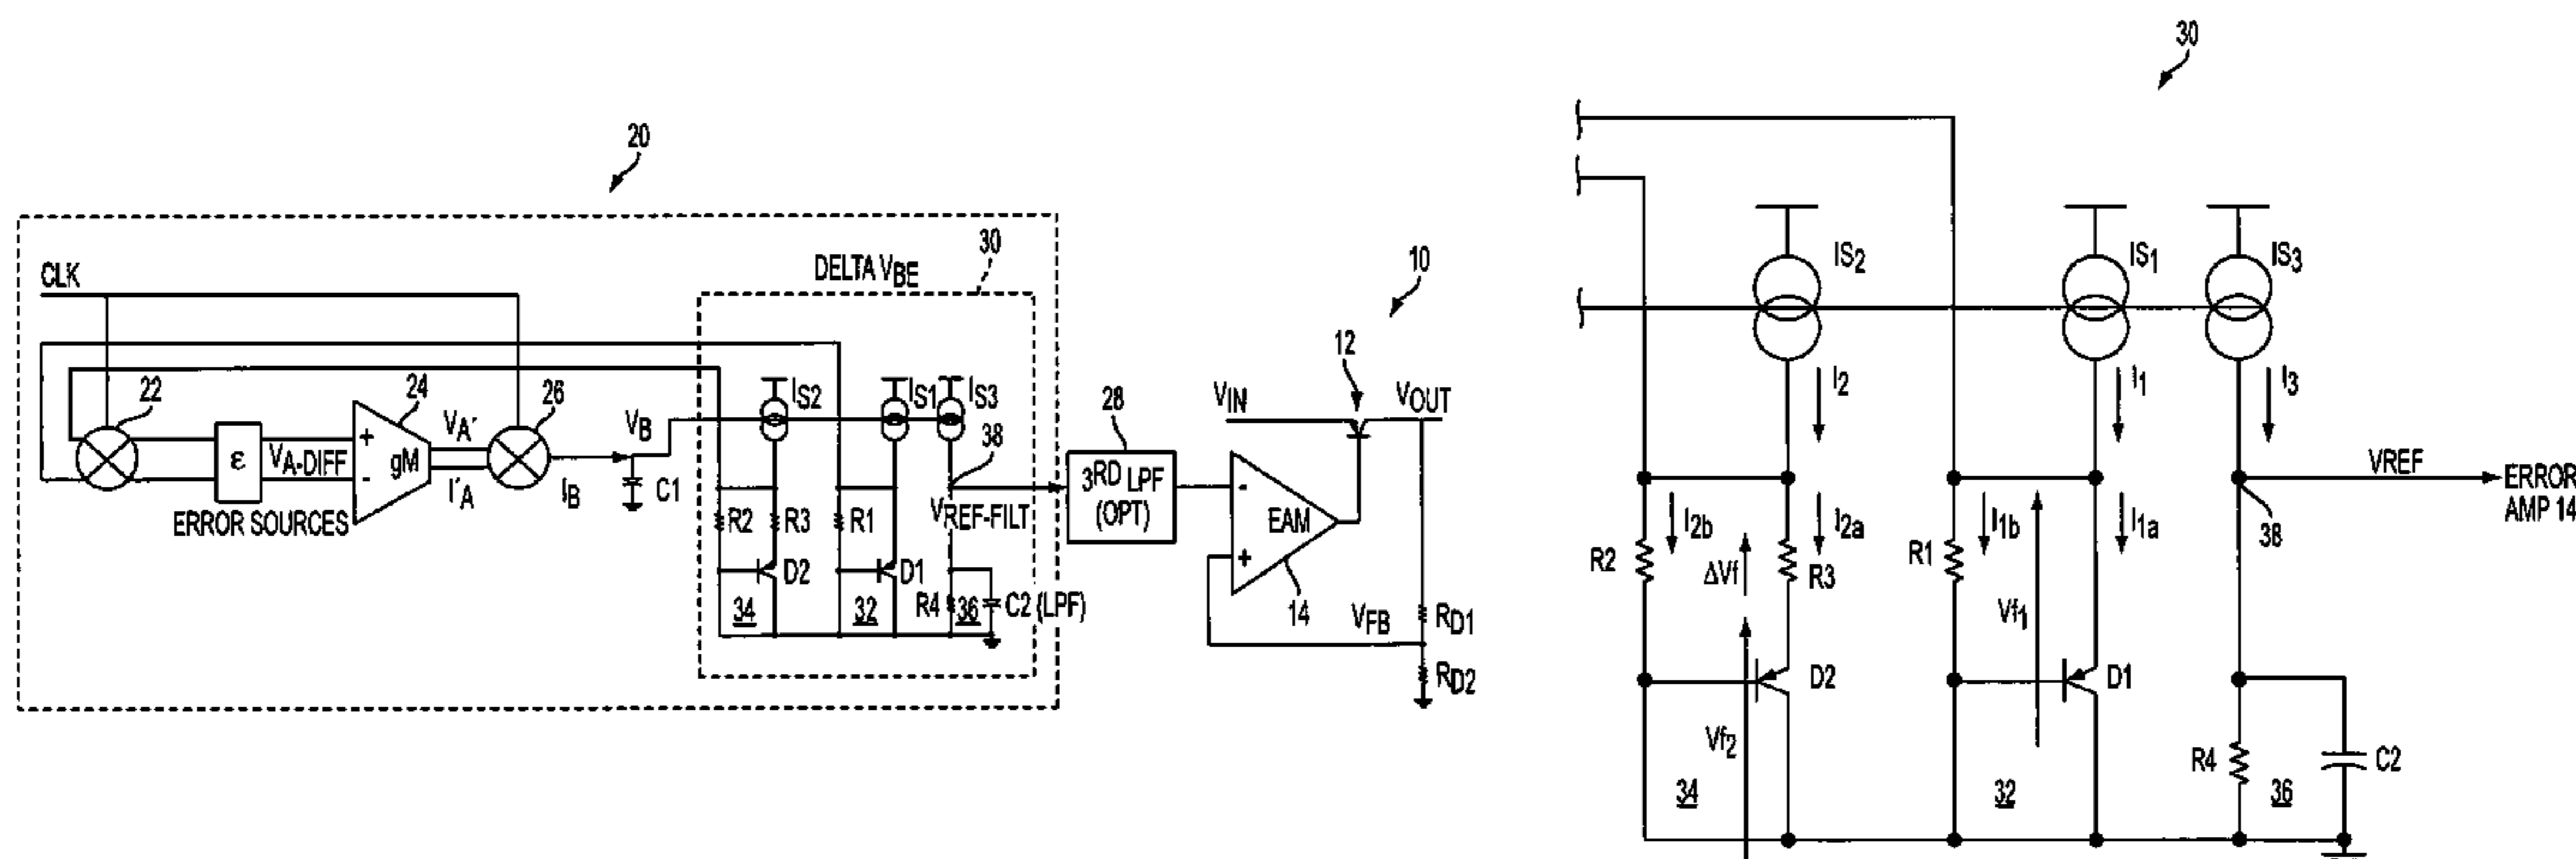 20
CLK
DELTA VBE
30
22
ε
ERROR SOURCES
VA-DIFF
+
-
gM
24
VA'
I'A
26
IB
VB
C1
IS2
IS1
IS3
38
VREF-FILT
R2
R3
R1
D2
D1
R4
C2 (LPF)
34
32
36
28
3RD LPF
(OPT)
10
12
VIN
VOUT
-
EAM
+
14
VFB
RD1
RD2
30
IS2
IS1
IS3
I2
I1
I3
VREF
ERROR
AMP 14
38
I2b
I2a
I1b
I1a
R2
ΔVf
R3
R1
Vf1
D2
D1
Vf2
R4
C2
34
32
36